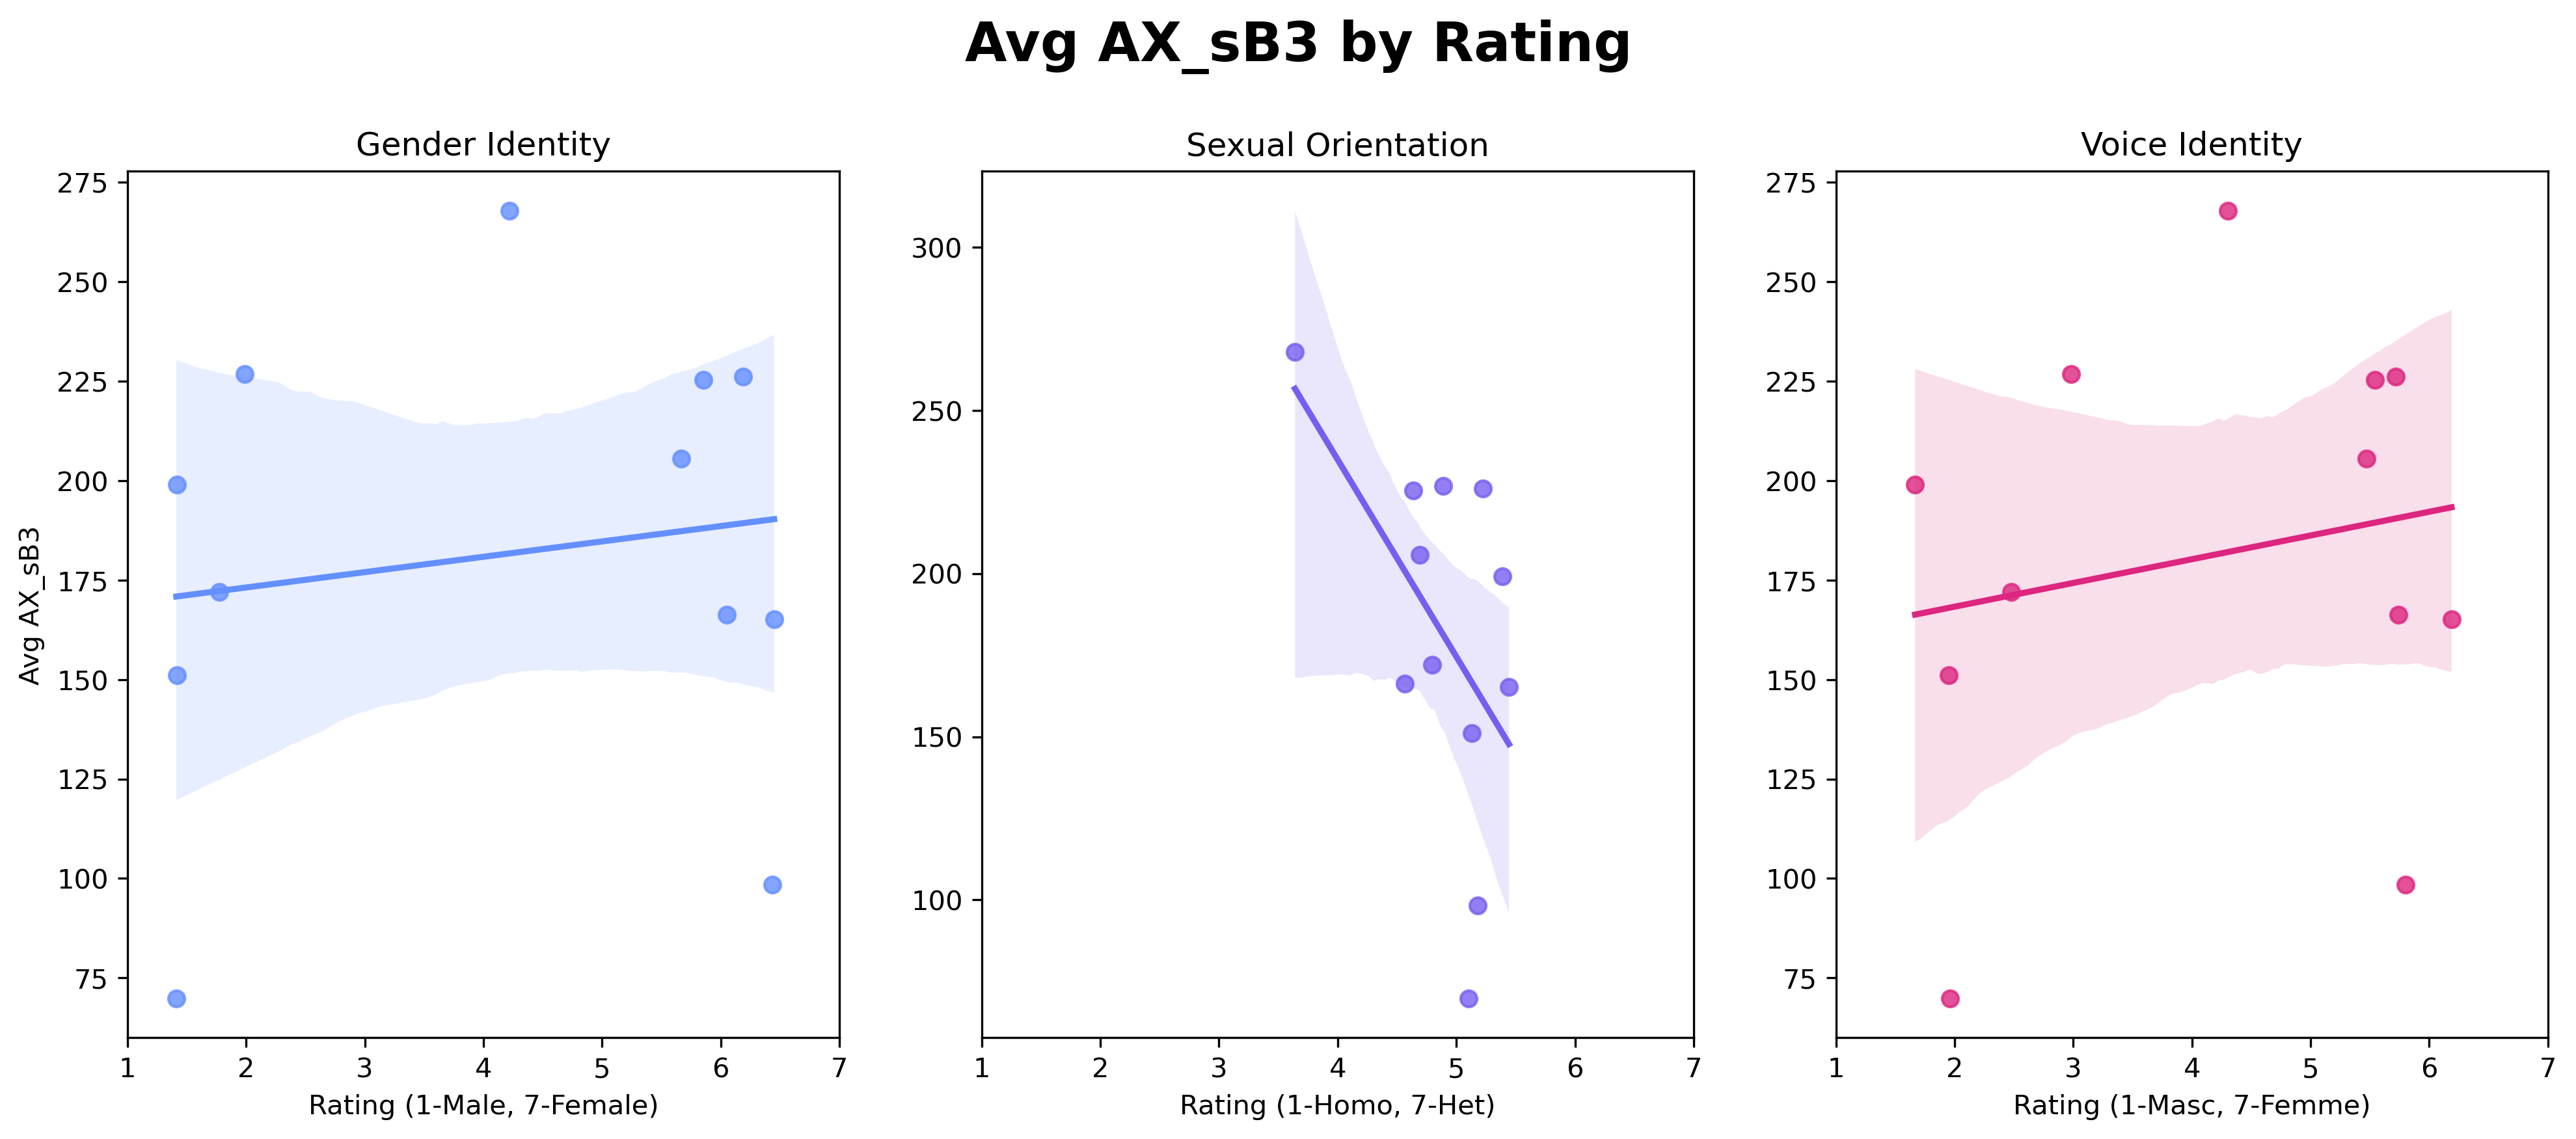 Avg AX_sB3 by Rating
Gender Identity
Sexual Orientation
Voice Identity
Avg AX_sB3
275
250
225
200
175
150
125
100
75
1 2 3 4 5 6 7
Rating (1-Male, 7-Female)
300
250
200
150
100
1 2 3 4 5 6 7
Rating (1-Homo, 7-Het)
275
250
225
200
175
150
125
100
75
1 2 3 4 5 6 7
Rating (1-Masc, 7-Femme)